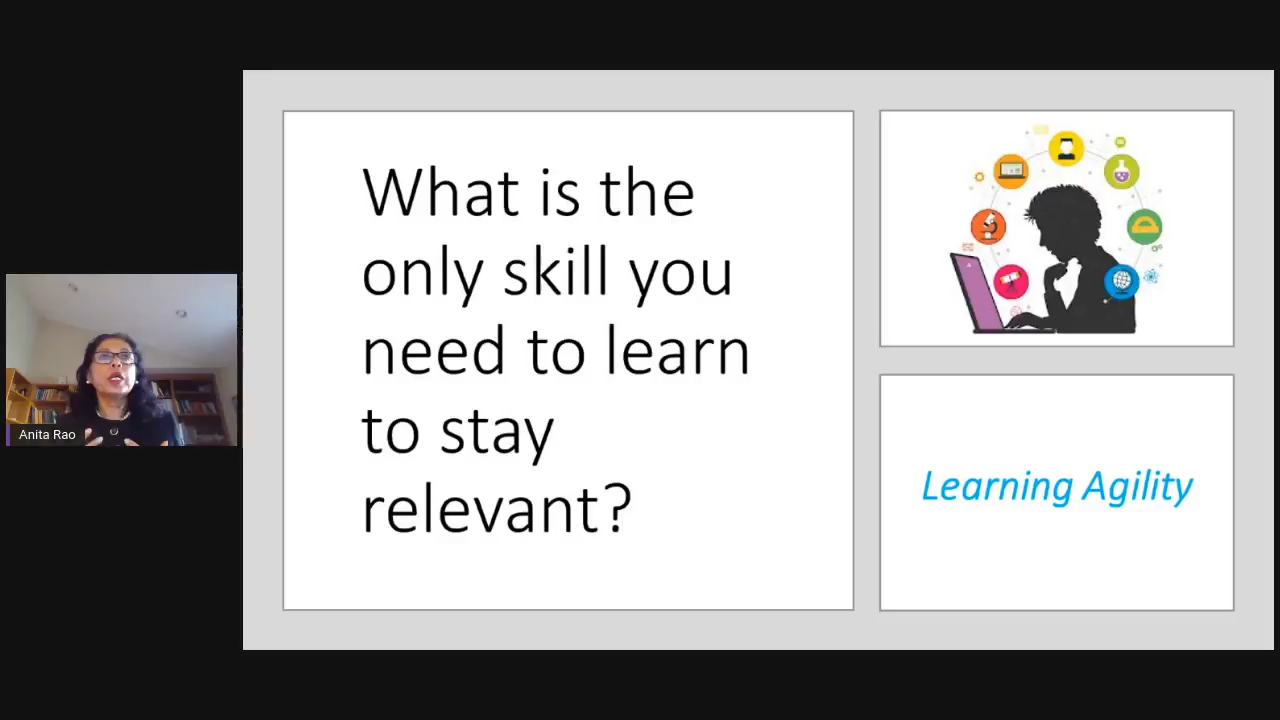 Anita Rao
What is the
only skill you
need to learn
to stay
relevant?
Learning Agility